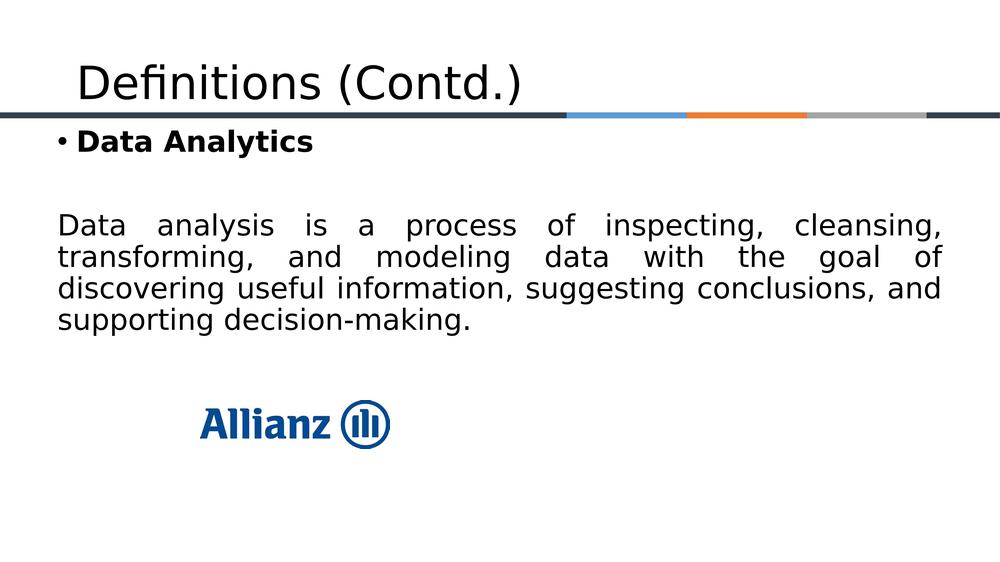 Definitions (Contd.)
• Data Analytics
Data analysis is a process of inspecting, cleansing,
transforming, and modeling data with the goal of
discovering useful information, suggesting conclusions, and
supporting decision-making.
Allianz